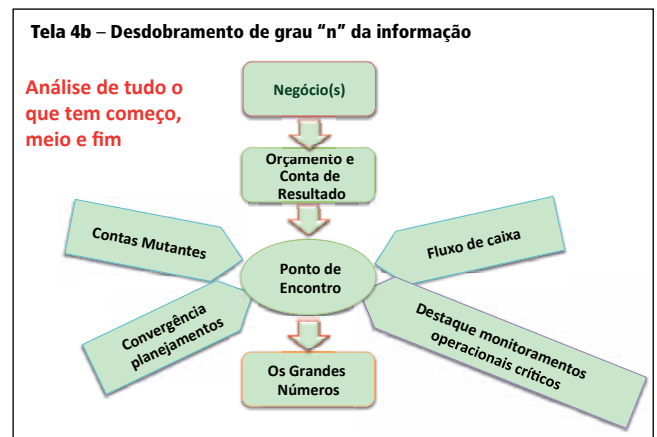 Tela 4b – Desdobramento de grau “n” da informação
Análise de tudo o
que tem começo,
meio e fim
Negócio(s)
Orçamento e
Conta de
Resultado
Contas Mutantes
Fluxo de caixa
Ponto de
Encontro
Convergência
planejamentos
Destaque monitoramentos
operacionais críticos
Os Grandes
Números